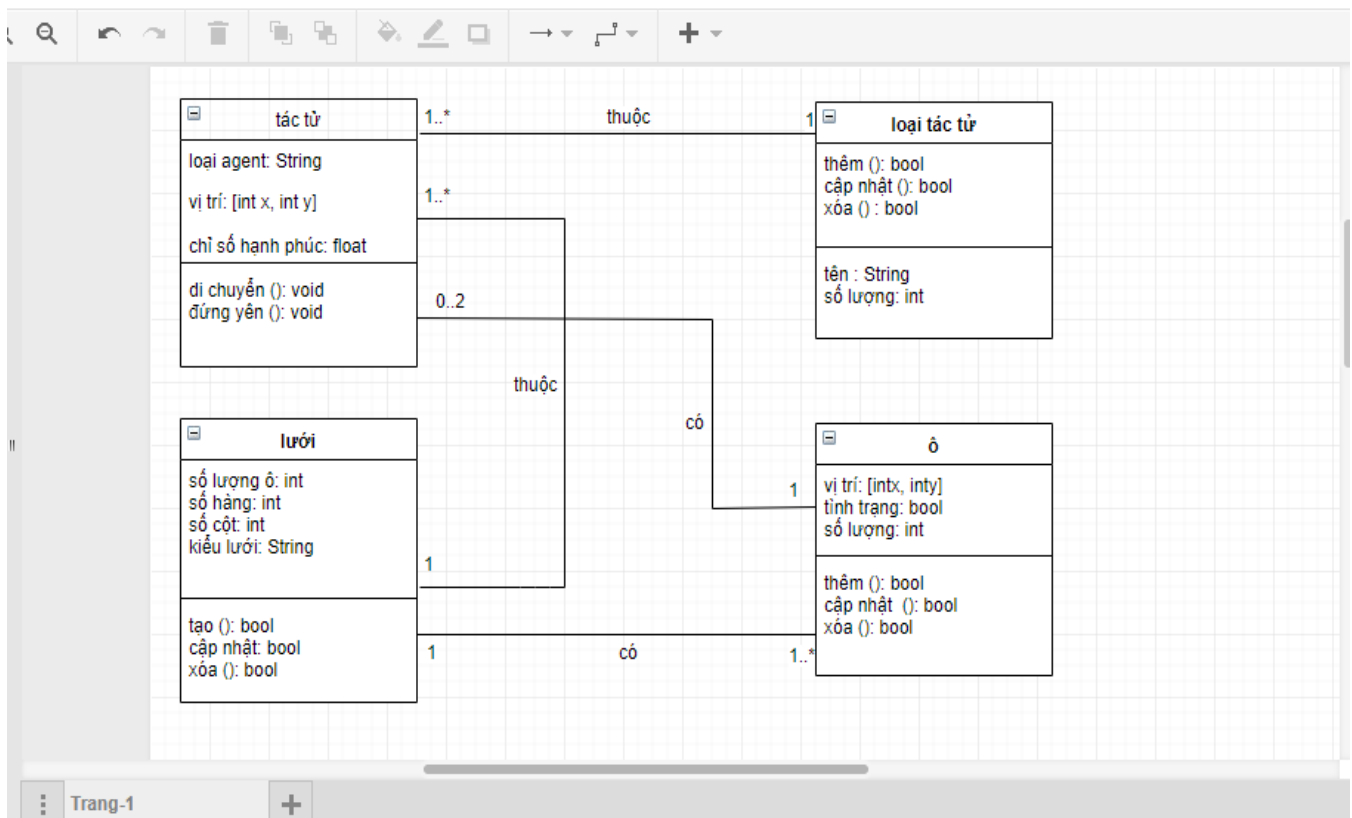 tác tử
loại agent: String
vị trí: [int x, int y]
chỉ số hạnh phúc: float
di chuyển (): void
đứng yên (): void
1..*
thuộc
1
loại tác tử
thêm (): bool
cập nhật (): bool
xóa () : bool
tên : String
số lượng: int
1..*
0..2
thuộc
có
lưới
số lượng ô: int
số hàng: int
số cột: int
kiểu lưới: String
tạo (): bool
cập nhật: bool
xóa (): bool
1
1
có
1..*
1
ô
vị trí: [intx, inty]
tình trạng: bool
số lượng: int
thêm (): bool
cập nhật  (): bool
xóa (): bool
Trang-1